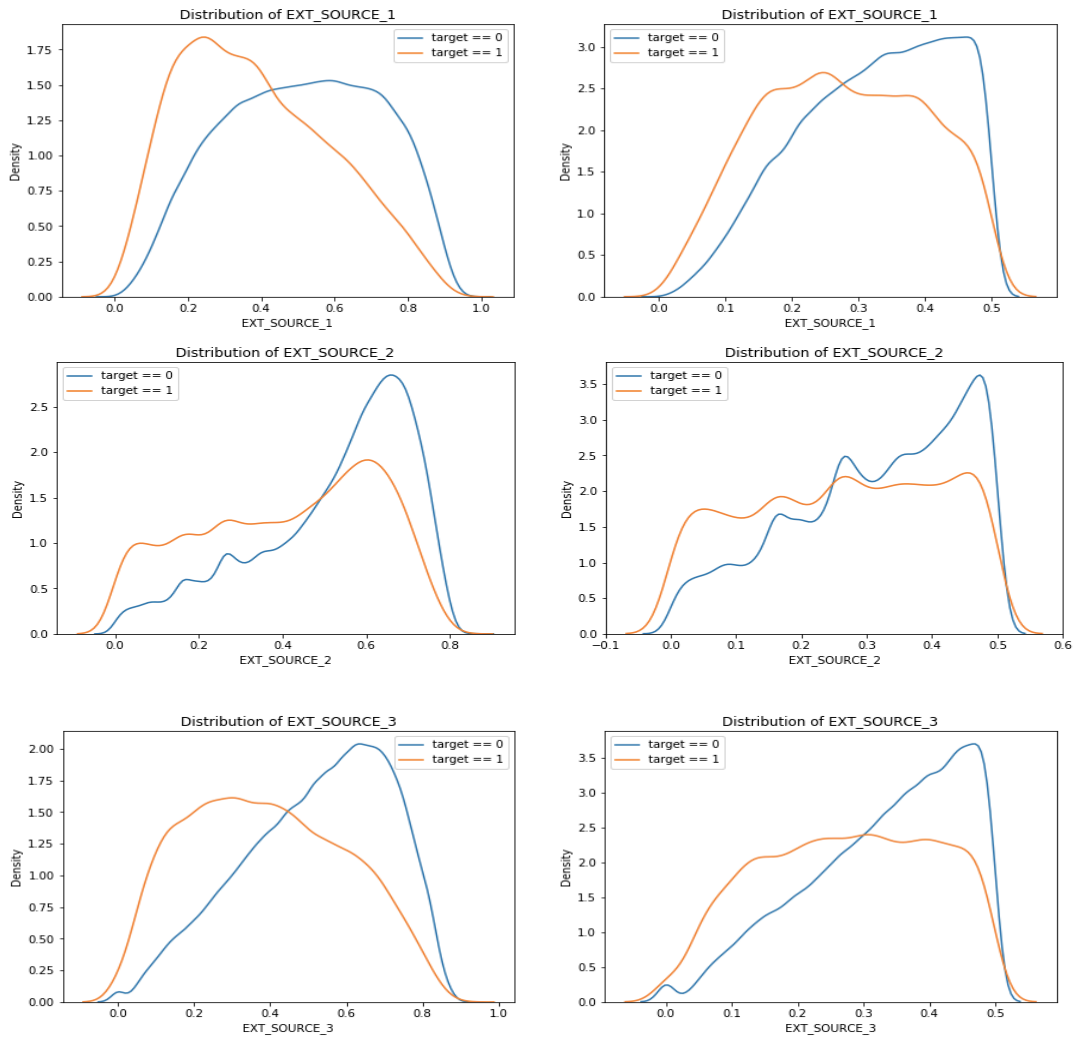 Distribution of EXT_SOURCE_1
target == 0
target == 1
1.75
1.50
1.25
1.00
0.75
0.50
0.25
0.00
Density
0.0 0.2 0.4 0.6 0.8 1.0
EXT_SOURCE_1
Distribution of EXT_SOURCE_1
target == 0
target == 1
3.0
2.5
2.0
1.5
1.0
0.5
0.0
Density
0.0 0.1 0.2 0.3 0.4 0.5
EXT_SOURCE_1
Distribution of EXT_SOURCE_2
target == 0
target == 1
2.5
2.0
1.5
1.0
0.5
0.0
Density
0.0 0.2 0.4 0.6 0.8
EXT_SOURCE_2
Distribution of EXT_SOURCE_2
target == 0
target == 1
3.5
3.0
2.5
2.0
1.5
1.0
0.5
0.0
Density
−0.1 0.0 0.1 0.2 0.3 0.4 0.5 0.6
EXT_SOURCE_2
Distribution of EXT_SOURCE_3
target == 0
target == 1
2.00
1.75
1.50
1.25
1.00
0.75
0.50
0.25
0.00
Density
0.0 0.2 0.4 0.6 0.8 1.0
EXT_SOURCE_3
Distribution of EXT_SOURCE_3
target == 0
target == 1
3.5
3.0
2.5
2.0
1.5
1.0
0.5
0.0
Density
0.0 0.1 0.2 0.3 0.4 0.5
EXT_SOURCE_3